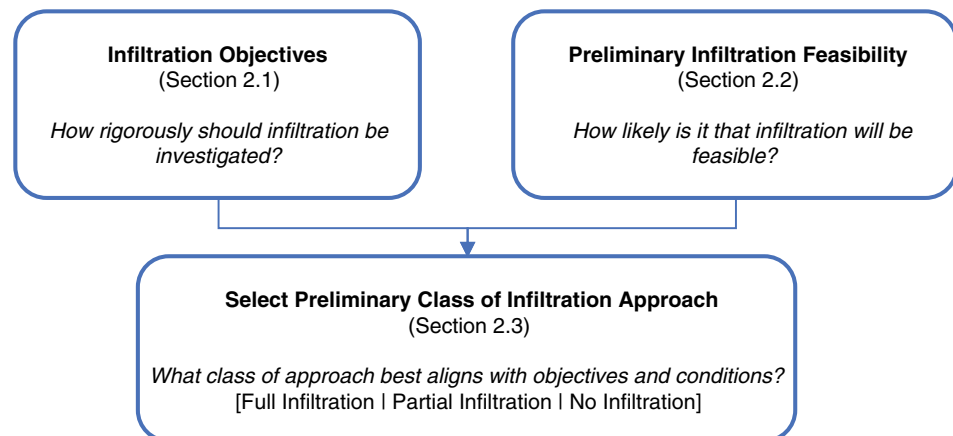 Infiltration Objectives
(Section 2.1)
How rigorously should infiltration be
investigated?
Preliminary Infiltration Feasibility
(Section 2.2)
How likely is it that infiltration will be
feasible?
Select Preliminary Class of Infiltration Approach
(Section 2.3)
What class of approach best aligns with objectives and conditions?
[Full Infiltration | Partial Infiltration | No Infiltration]